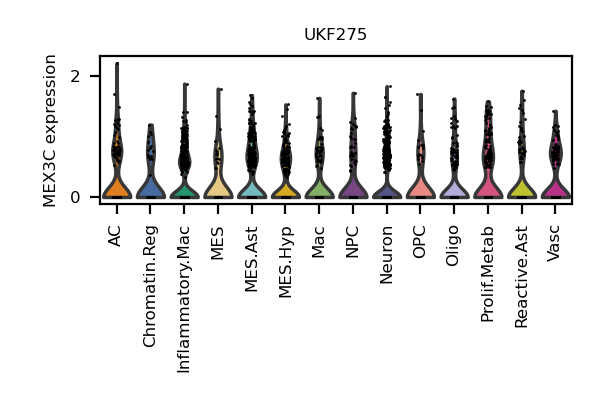 UKF275
MEX3C expression
2
0
AC
Chromatin.Reg
Inflammatory.Mac
MES
MES.Ast
MES.Hyp
Mac
NPC
Neuron
OPC
Oligo
Prolif.Metab
Reactive.Ast
Vasc